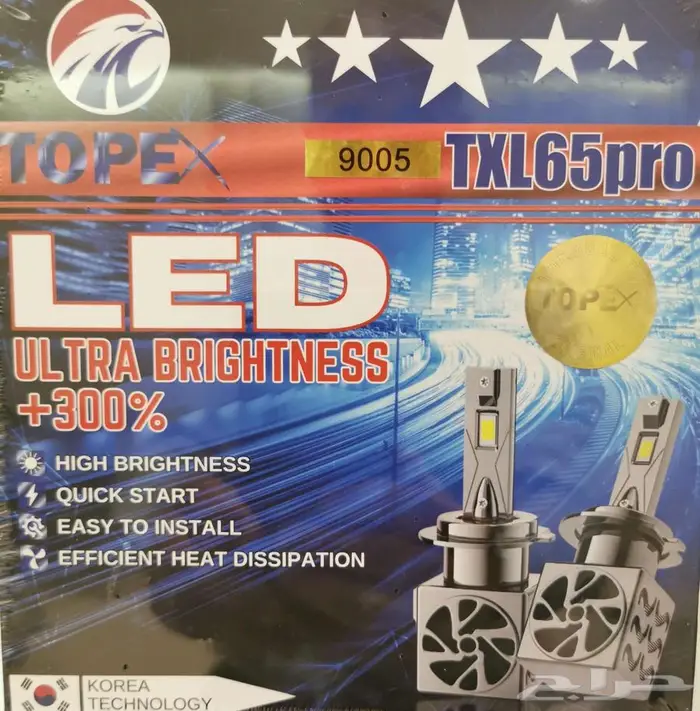 TOPEX
9005
TXL65pro
LED
TOPEX
ULTRA BRIGHTNESS
+300%
HIGH BRIGHTNESS
QUICK START
EASY TO INSTALL
EFFICIENT HEAT DISSIPATION
KOREA
TECHNOLOGY
حراج